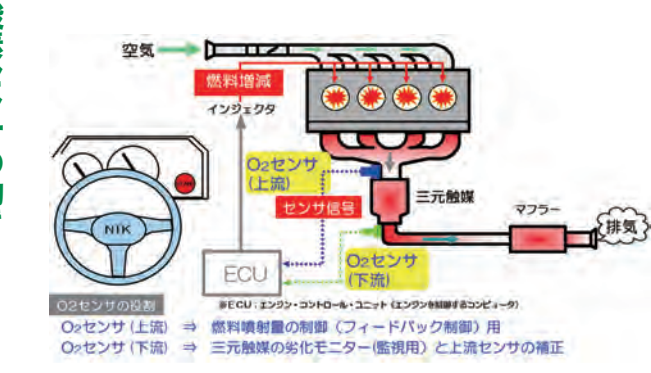 空気
燃料増減
インジェクタ
O2センサ
(上流)
センサ信号
三元触媒
マフラー
排気
NIK
ECU
O2センサ
(下流)
O2センサの役割
※ECU：エンジン・コントロール・ユニット（エンジンを制御するコンピュータ）
O2センサ（上流） ⇒ 燃料噴射量の制御（フィードバック制御）用
O2センサ（下流） ⇒ 三元触媒の劣化モニター(監視用）と上流センサの補正